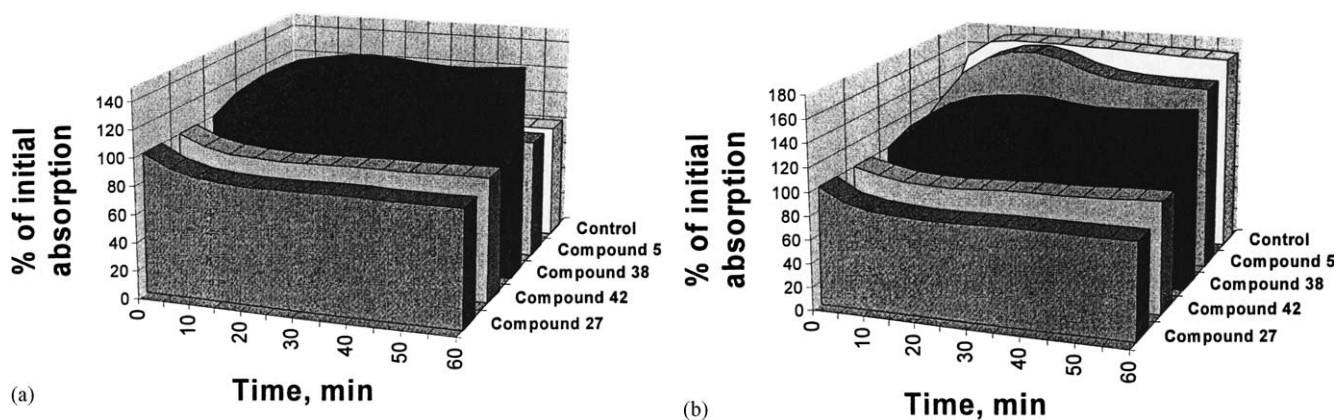 140
120
100
80
60
40
20
0
% of initial
absorption
0
10
20
30
40
50
60
Time, min
Control
Compound 5
Compound 38
Compound 42
Compound 27
(a)
180
160
140
120
100
80
60
40
20
0
% of initial
absorption
0
10
20
30
40
50
60
Time, min
Control
Compound 5
Compound 38
Compound 42
Compound 27
(b)